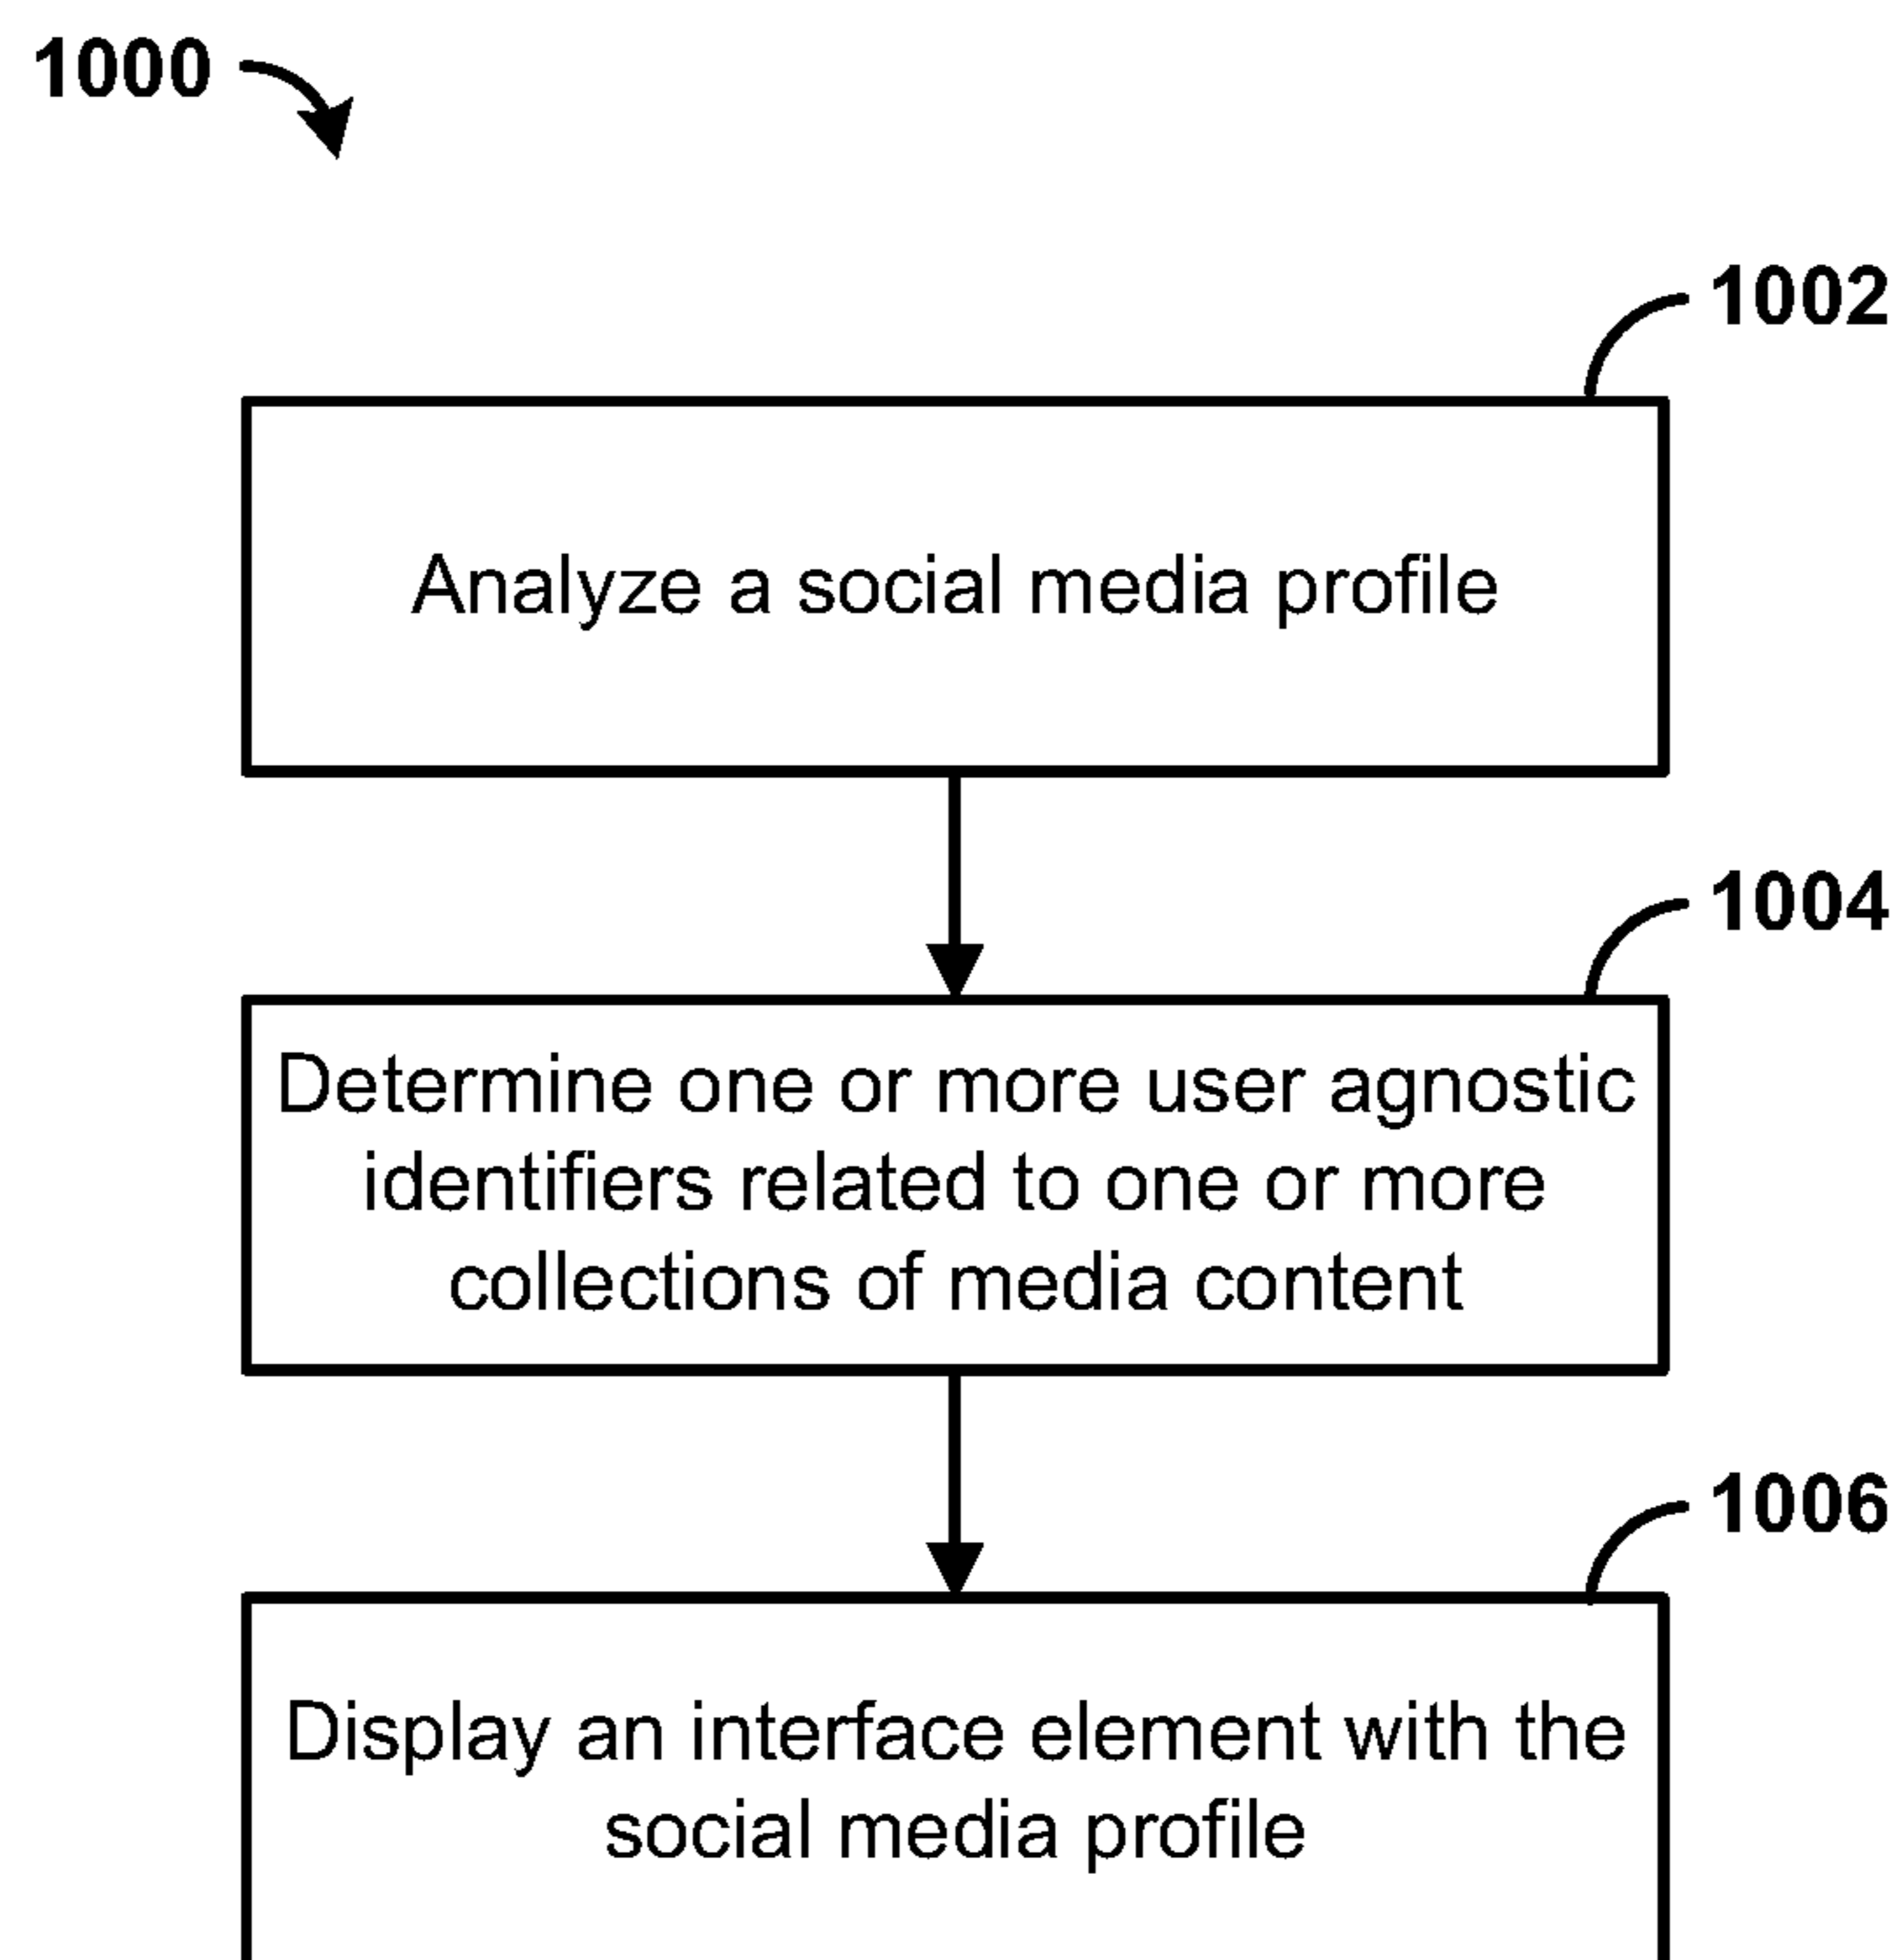 1000
1002
Analyze a social media profile
1004
Determine one or more user agnostic
identifiers related to one or more
collections of media content
1006
Display an interface element with the
social media profile